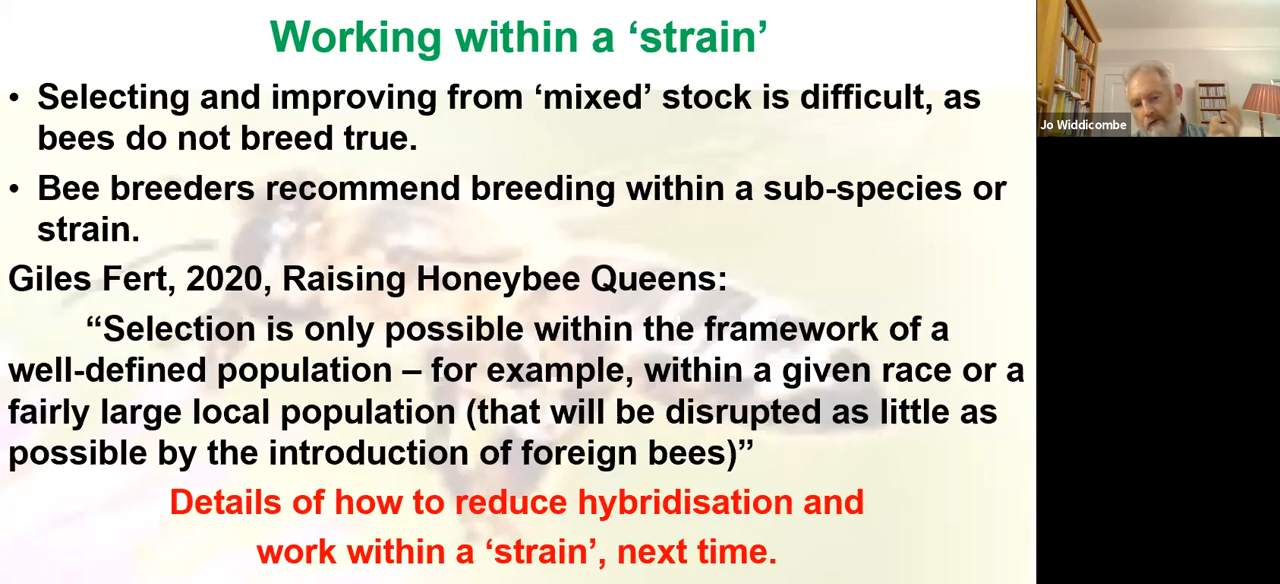 Working within a ‘strain’
• Selecting and improving from ‘mixed’ stock is difficult, as
bees do not breed true.
• Bee breeders recommend breeding within a sub-species or
strain.
Giles Fert, 2020, Raising Honeybee Queens:
“Selection is only possible within the framework of a
well-defined population – for example, within a given race or a
fairly large local population (that will be disrupted as little as
possible by the introduction of foreign bees)”
Details of how to reduce hybridisation and
work within a ‘strain’, next time.
Jo Widdicombe